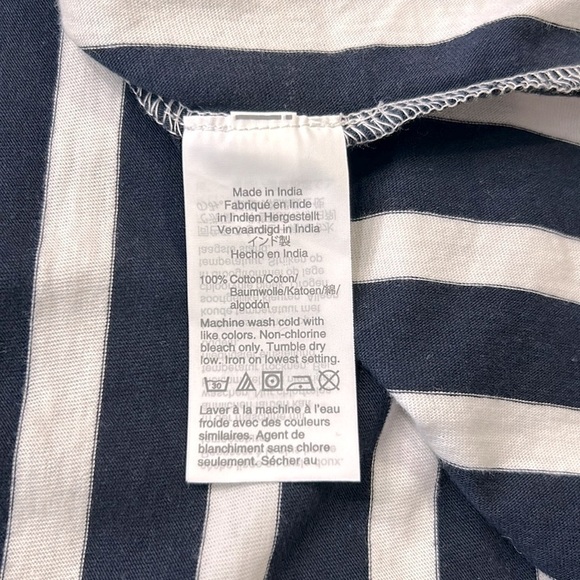 Made in India
Fabriqué en Inde
in Indien Hergestellt
Vervaardigd in India
インド製
Hecho en India
100% Cotton/Coton/
Baumwolle/Katoen/綿/
algodón
Machine wash cold with
like colors. Non-chlorine
bleach only. Tumble dry
low. Iron on lowest setting.
30
Laver à la machine à l'eau
froide avec des couleurs
similaires. Agent de
blanchiment sans chlore
seulement. Sécher au